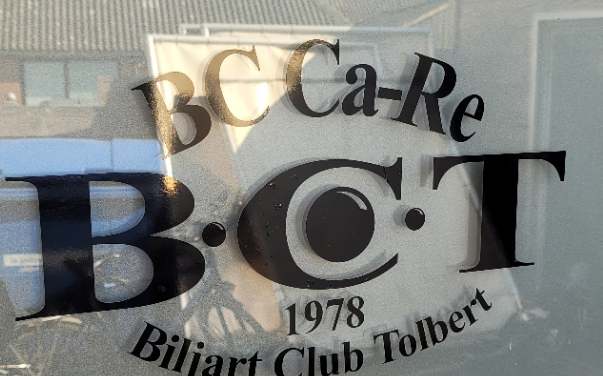 BC Ca-Re
B·C·T
1978
Biljart Club Tolbert